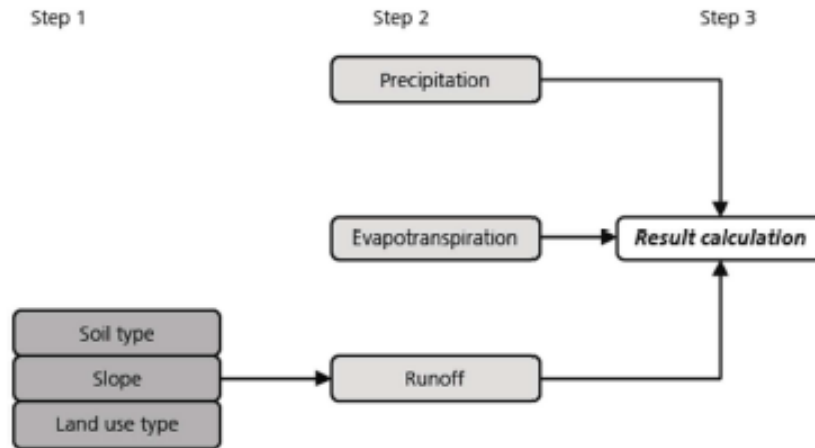 Step 1
Step 2
Step 3
Precipitation
Evapotranspiration
Result calculation
Soil type
Slope
Runoff
Land use type